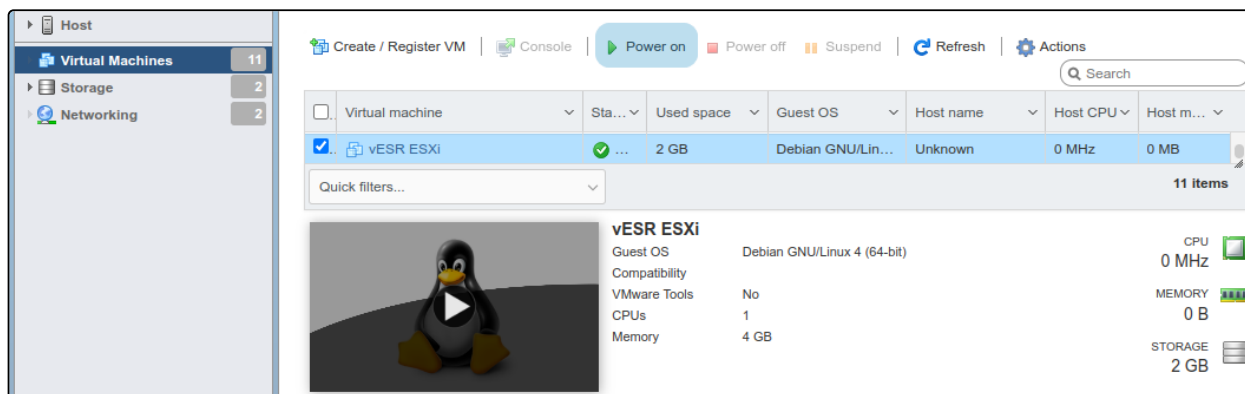 Host
Virtual Machines 11
Storage 2
Networking 2
Create / Register VM Console Power on Power off Suspend Refresh Actions
Search
Virtual machine Sta... Used space Guest OS Host name Host CPU Host m...
vESR ESXi ... 2 GB Debian GNU/Lin... Unknown 0 MHz 0 MB
Quick filters... 11 items
vESR ESXi
Guest OS Debian GNU/Linux 4 (64-bit)
Compatibility
VMware Tools No
CPUs 1
Memory 4 GB
CPU
0 MHz
MEMORY
0 B
STORAGE
2 GB